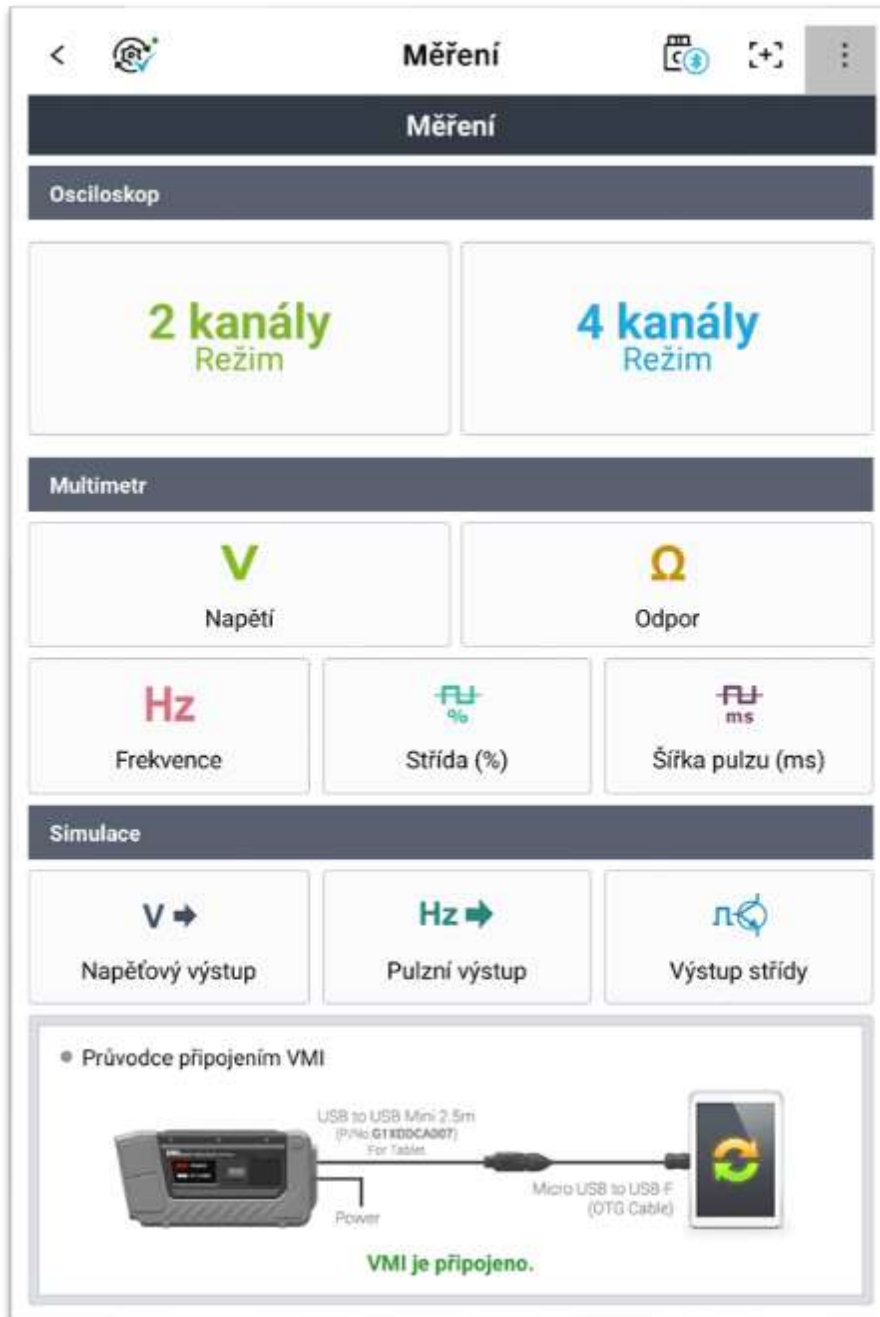 Měření
Měření
Osciloskop
2 kanály
Režim
4 kanály
Režim
Multimetr
V
Napětí
Ω
Odpor
Hz
Frekvence
%
Střída (%)
ms
Šířka pulzu (ms)
Simulace
V
Napěťový výstup
Hz
Pulzní výstup
Výstup střídy
Průvodce připojením VMI
USB to USB Mini 2.5m
(P/No G1XDDCA007)
For Tablet
Micro USB to USB-F
(OTG Cable)
Power
VMI je připojeno.